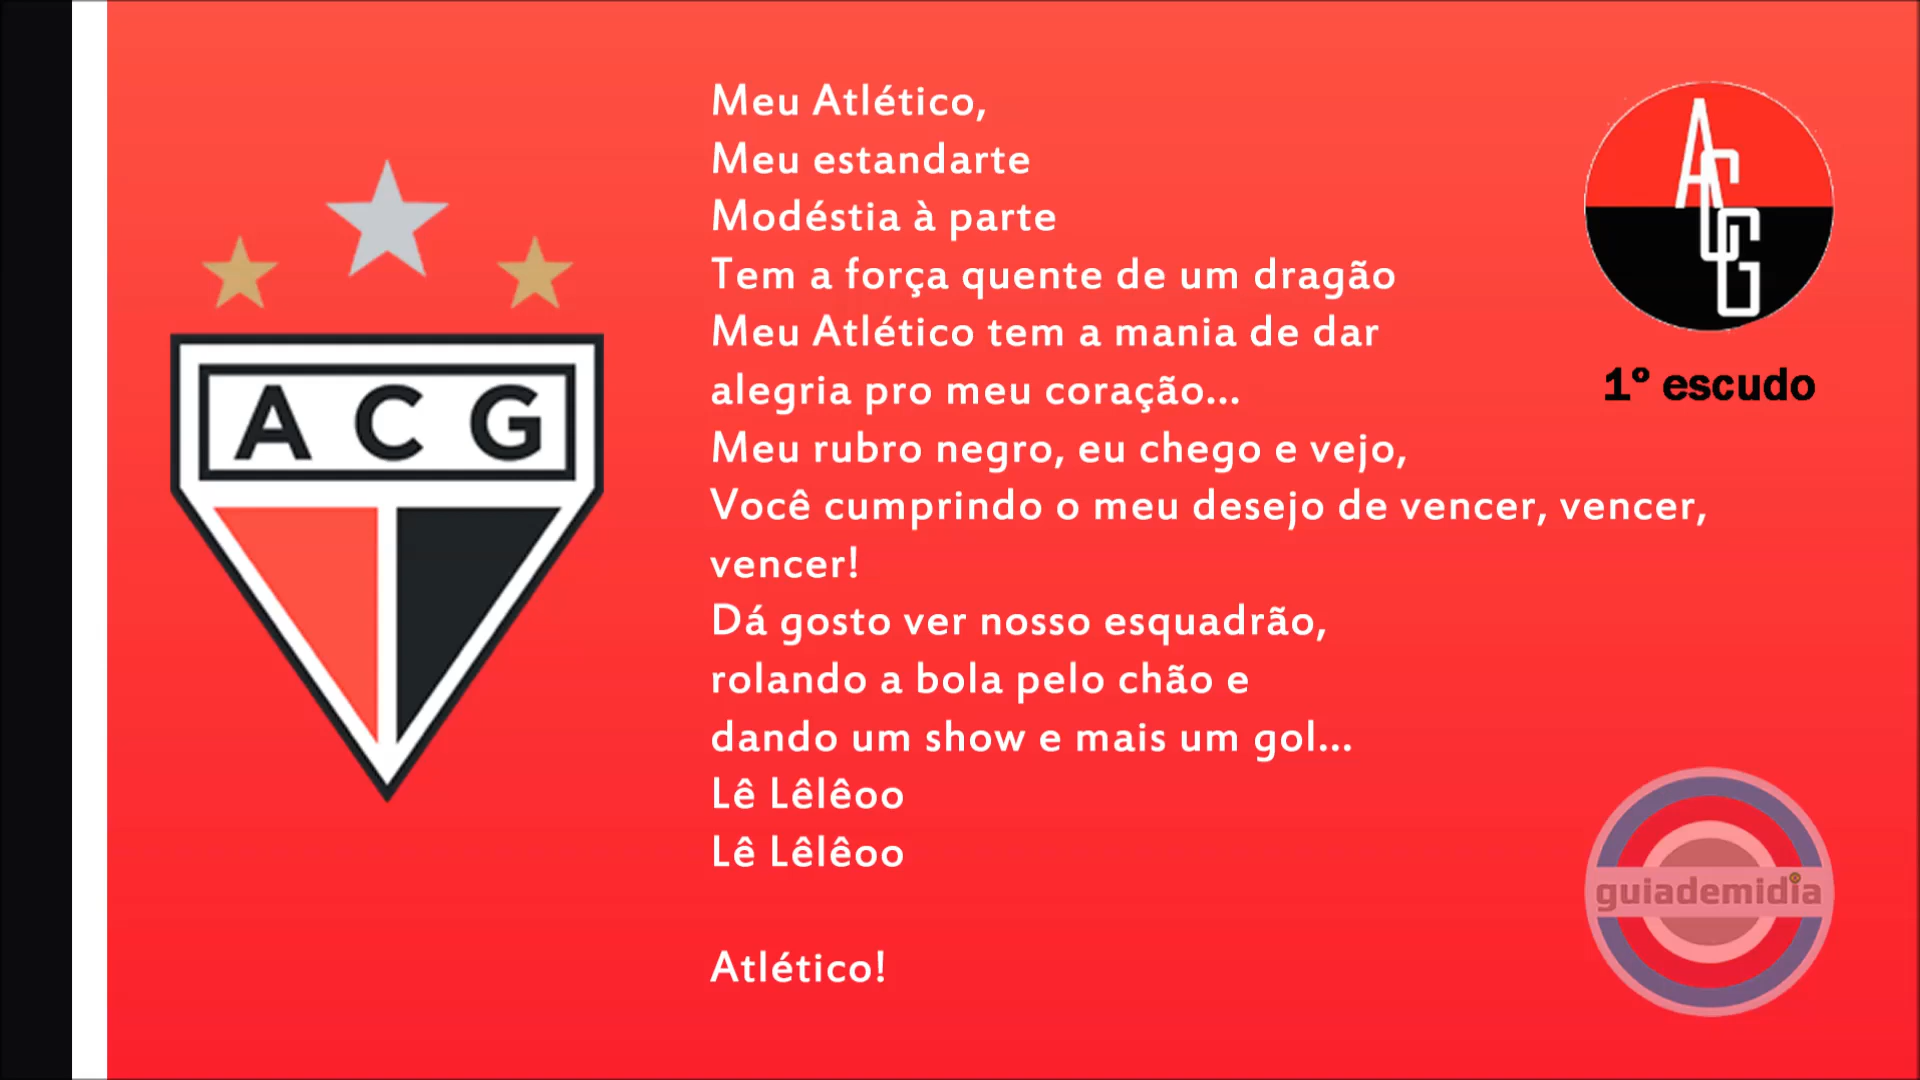 A C G
Meu Atlético,
Meu estandarte
Modéstia à parte
Tem a força quente de um dragão
Meu Atlético tem a mania de dar
alegria pro meu coração...
Meu rubro negro, eu chego e vejo,
Você cumprindo o meu desejo de vencer, vencer,
vencer!
Dá gosto ver nosso esquadrão,
rolando a bola pelo chão e
dando um show e mais um gol...
Lê Lêlêoo
Lê Lêlêoo
Atlético!
ACG
1º escudo
guiademidia